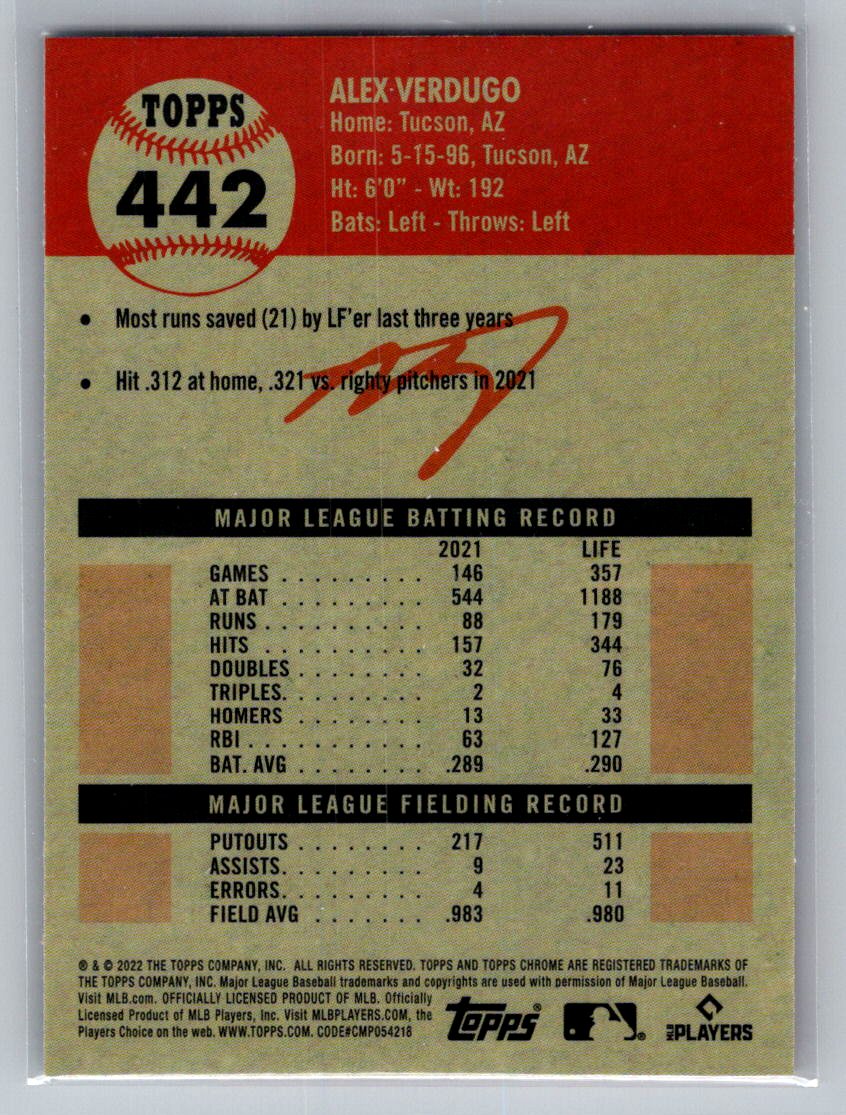 TOPPS
442
ALEX·VERDUGO
Home: Tucson, AZ
Born: 5-15-96, Tucson, AZ
Ht: 6'0" - Wt: 192
Bats: Left - Throws: Left
• Most runs saved (21) by LF'er last three years
• Hit .312 at home, .321 vs. righty pitchers in 2021
MAJOR LEAGUE BATTING RECORD
2021 LIFE
GAMES . . . . . . . . . 146 357
AT BAT . . . . . . . . . 544 1188
RUNS . . . . . . . . . . 88 179
HITS . . . . . . . . . . 157 344
DOUBLES . . . . . . . . 32 76
TRIPLES. . . . . . . . . 2 4
HOMERS . . . . . . . . 13 33
RBI . . . . . . . . . . . 63 127
BAT. AVG . . . . . . . . .289 .290
MAJOR LEAGUE FIELDING RECORD
PUTOUTS . . . . . . . . 217 511
ASSISTS. . . . . . . . . 9 23
ERRORS. . . . . . . . . 4 11
FIELD AVG . . . . . . . .983 .980
® & © 2022 THE TOPPS COMPANY, INC. ALL RIGHTS RESERVED. TOPPS AND TOPPS CHROME ARE REGISTERED TRADEMARKS OF
THE TOPPS COMPANY, INC. Major League Baseball trademarks and copyrights are used with permission of Major League Baseball.
Visit MLB.com. OFFICIALLY LICENSED PRODUCT OF MLB. Officially
Licensed Product of MLB Players, Inc. Visit MLBPLAYERS.COM, the
Players Choice on the web. WWW.TOPPS.COM. CODE#CMP054218
topps® ® MLB PLAYERS